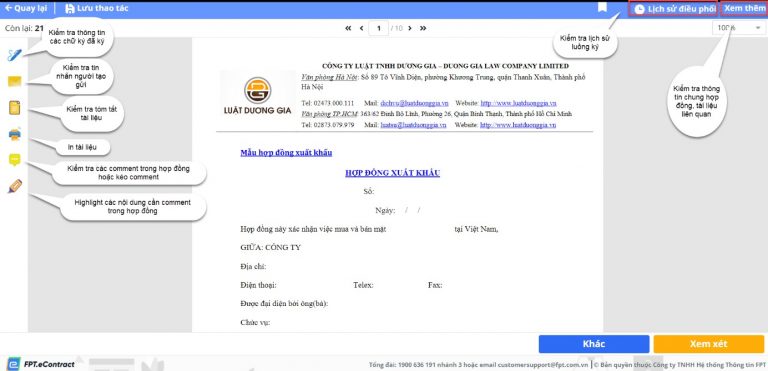 Quay lại
Lưu thao tác
Lịch sử điều phối
Xem thêm
Còn lại: 21
1 / 10
100%
Kiểm tra thông tin
các chữ ký đã ký
Kiểm tra tin
nhắn người tạo
gửi
Kiểm tra tóm tắt
tài liệu
In tài liệu
Kiểm tra các comment trong hợp đồng
hoặc kéo comment
Highlight các nội dung cần comment
trong hợp đồng
Kiểm tra lịch sử
luồng ký
Kiểm tra thông
tin chung hợp
đồng, tài liệu
liên quan
LUẬT DƯƠNG GIA
CÔNG TY LUẬT TNHH DƯƠNG GIA – DUONG GIA LAW COMPANY LIMITED
Văn phòng Hà Nội: Số 89 Tô Vĩnh Diện, phường Khương Trung, quận Thanh Xuân, Thành phố
Hà Nội
Tel: 02473.000.111 Mail: dichvu@luatduonggia.vn Website: http://www.luatduonggia.vn
Văn phòng TP.HCM: 363/62 Đinh Bộ Lĩnh, Phường 26, Quận Bình Thạnh, Thành phố Hồ Chí Minh
Tel: 02873.079.979 Mail: luatsu@luatduonggia.vn Website: http://www.luatduonggia.vn
Mẫu hợp đồng xuất khẩu
HỢP ĐỒNG XUẤT KHẨU
Số:
Ngày: / /
Hợp đồng này xác nhận việc mua và bán mặt tại Việt Nam,
GIỮA: CÔNG TY
Địa chỉ:
Điện thoại: Telex: Fax:
Được đại diện bởi ông(bà):
Chức vụ:
Khác
Xem xét
FPT.eContract
Tổng đài: 1900 636 191 nhánh 3 hoặc email customersupport@fpt.com.vn | © Bản quyền thuộc Công ty TNHH Hệ thống Thông tin FPT